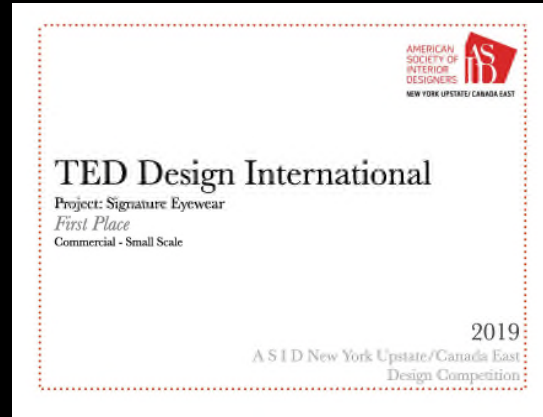 AMERICAN
SOCIETY OF
INTERIOR
DESIGNERS
ASID
NEW YORK UPSTATE/ CANADA EAST
TED Design International
Project: Signature Eyewear
First Place
Commercial - Small Scale
2019
A S I D New York Upstate/Canada East
Design Competition